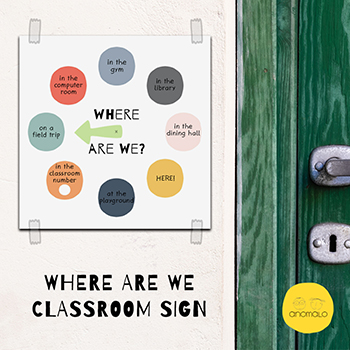 in the
gym
in the
computer
room
in the
library
WHERE
on a
field trip
in the
dining hall
ARE WE?
in the
classroom
number
HERE!
at the
playground
WHERE ARE WE
CLASSROOM SIGN
anomalo